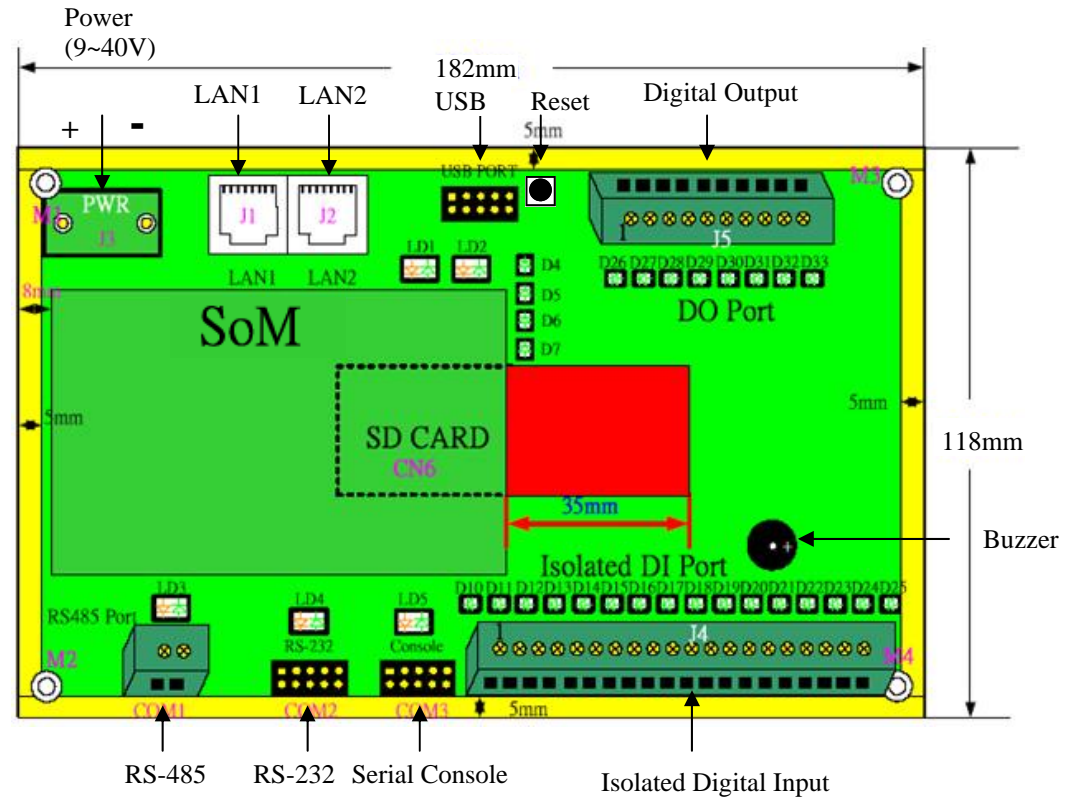 Power
(9~40V)
182mm
LAN1
LAN2
USB
Reset
Digital Output
+
-
5mm
USB PORT
M1
PWR
J3
J1
J2
1
J5
M3
LAN1
LAN2
LD1
LD2
D4
D5
D6
D7
D26 D27 D28 D29 D30 D31 D32 D33
DO Port
8mm
SoM
5mm
SD CARD
CN6
5mm
118mm
35mm
Buzzer
+
Isolated DI Port
D10 D11 D12 D13 D14 D15 D16 D17 D18 D19 D20 D21 D22 D23 D24 D25
LD3
LD4
LD5
RS485 Port
RS-232
Console
1
J4
M2
M4
COM1
COM2
COM3
5mm
RS-485
RS-232
Serial Console
Isolated Digital Input